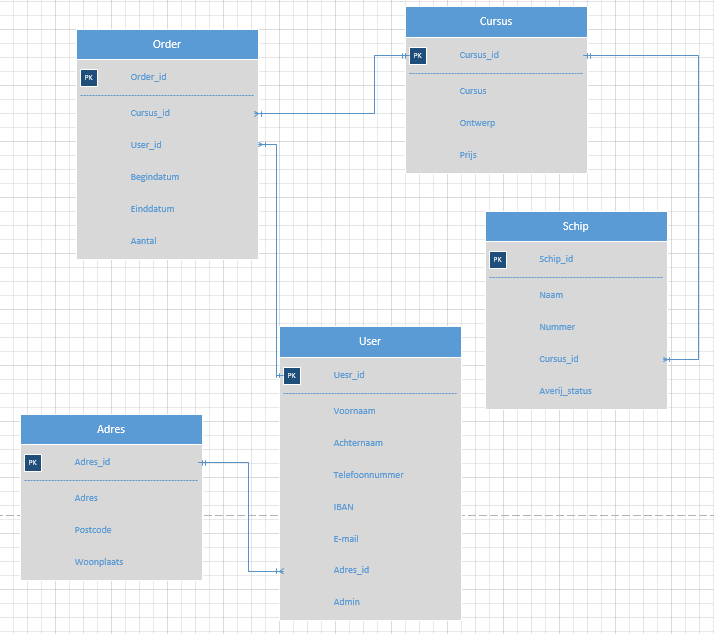 Order
PK Order_id
Cursus_id
User_id
Begindatum
Einddatum
Aantal
Cursus
PK Cursus_id
Cursus
Ontwerp
Prijs
Schip
PK Schip_id
Naam
Nummer
Cursus_id
Averij_status
User
PK Uesr_id
Voornaam
Achternaam
Telefoonnummer
IBAN
E-mail
Adres_id
Admin
Adres
PK Adres_id
Adres
Postcode
Woonplaats